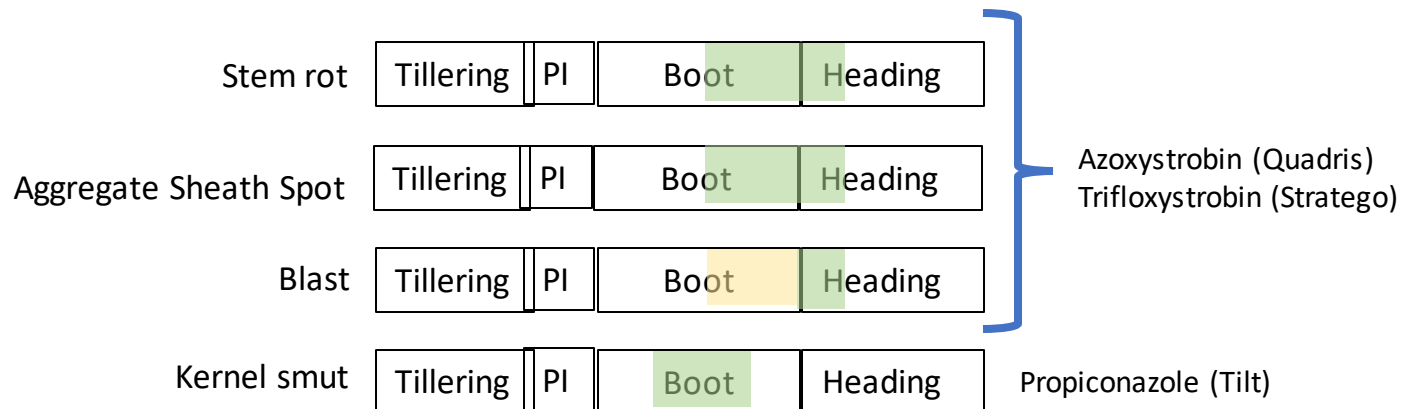 Stem rot Tillering PI Boot Heading
Aggregate Sheath Spot Tillering PI Boot Heading
Azoxystrobin (Quadris)
Trifloxystrobin (Stratego)
Blast Tillering PI Boot Heading
Kernel smut Tillering PI Boot Heading Propiconazole (Tilt)